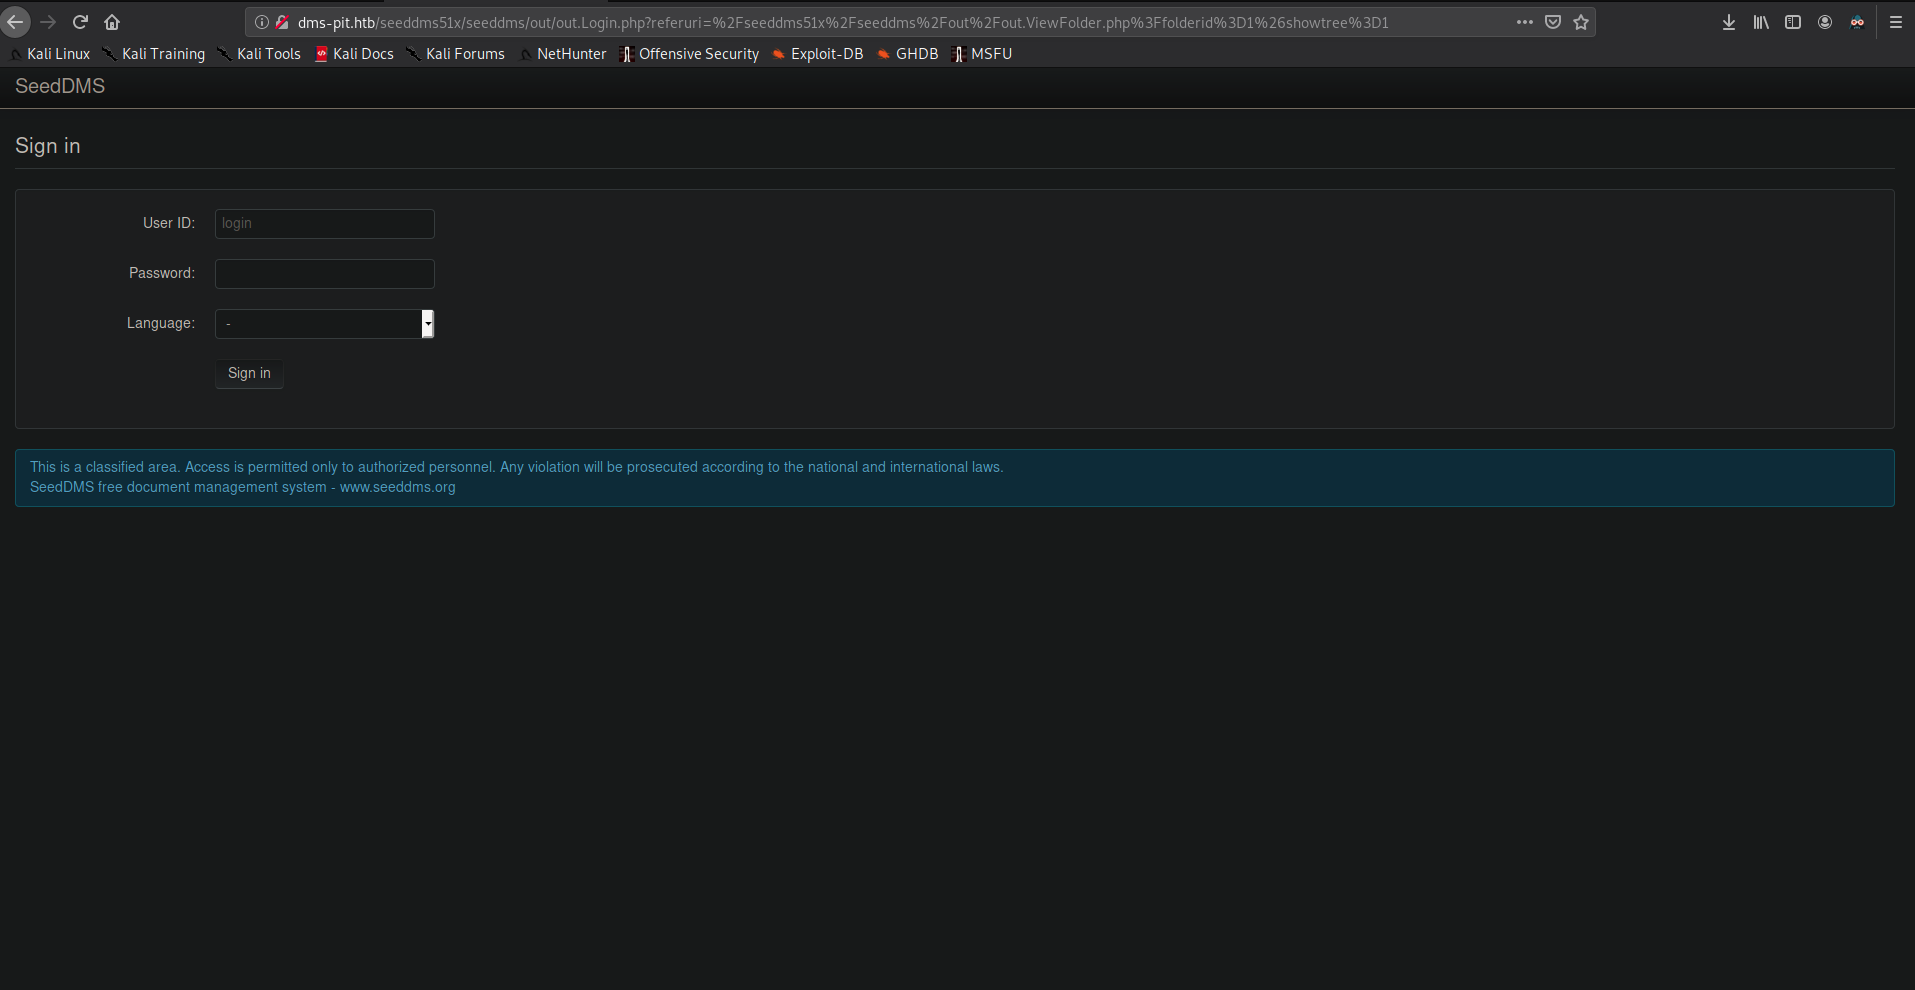 dms-pit.htb/seeddms51x/seeddms/out/out.Login.php?referuri=%2Fseeddms51x%2Fseeddms%2Fout%2Fout.ViewFolder.php%3Ffolderid%3D1%26showtree%3D1
Kali Linux Kali Training Kali Tools Kali Docs Kali Forums NetHunter Offensive Security Exploit-DB GHDB MSFU
SeedDMS
Sign in
User ID: login
Password:
Language: -
Sign in
This is a classified area. Access is permitted only to authorized personnel. Any violation will be prosecuted according to the national and international laws.
SeedDMS free document management system - www.seeddms.org